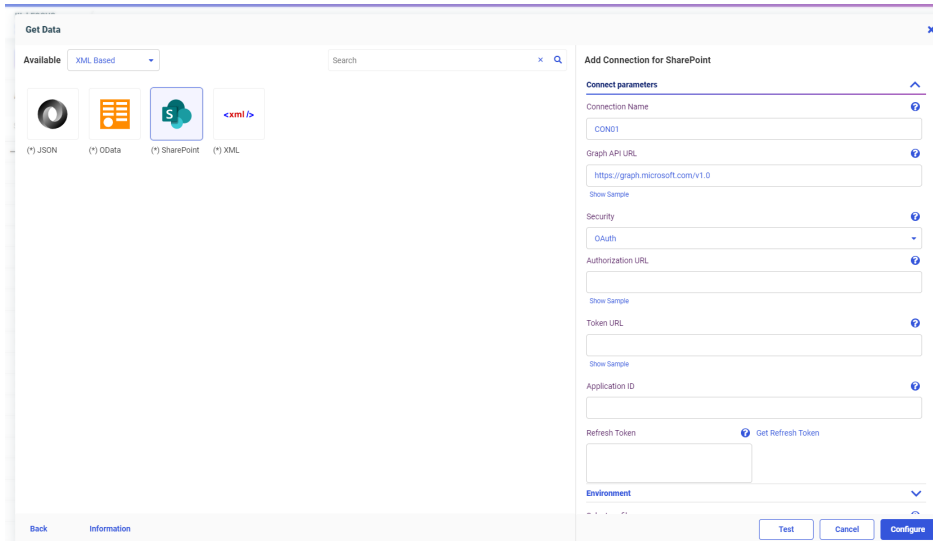 Get Data
Available XML Based
Search
<xml/>
(*) JSON (*) OData (*) SharePoint (*) XML
Add Connection for SharePoint
Connect parameters
Connection Name
CON01
Graph API URL
https://graph.microsoft.com/v1.0
Show Sample
Security
OAuth
Authorization URL
Show Sample
Token URL
Show Sample
Application ID
Refresh Token Get Refresh Token
Environment
Back Information
Test Cancel Configure